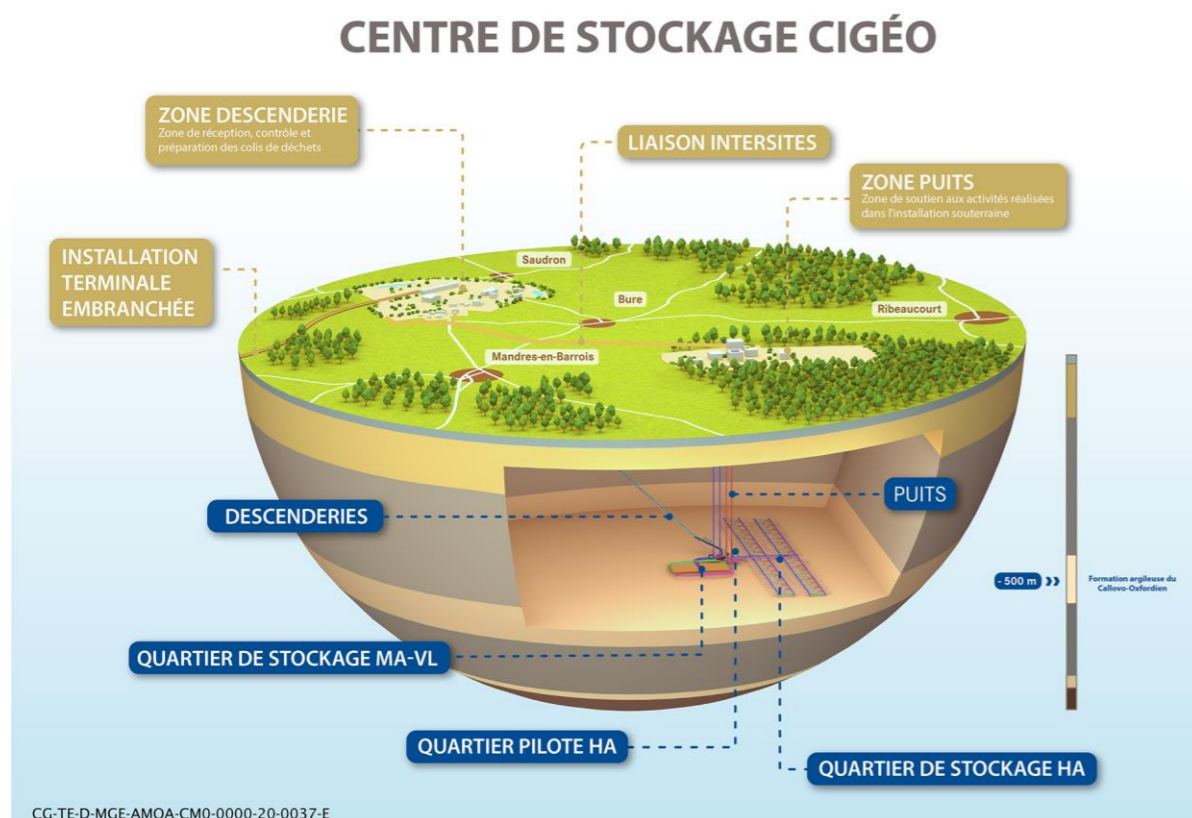 CENTRE DE STOCKAGE CIGÉO
ZONE DESCENDERIE
Zone de réception, contrôle et
préparation des colis de déchets
LIAISON INTERSITES
ZONE PUITS
Zone de soutien aux activités réalisées
dans l'installation souterraine
INSTALLATION
TERMINALE
EMBRANCHÉE
Saudron
Bure
Ribeaucourt
Mandres-en-Barrois
PUITS
DESCENDERIES
- 500 m
Formation argileuse du
Callovo-Oxfordien
QUARTIER DE STOCKAGE MA-VL
QUARTIER PILOTE HA
QUARTIER DE STOCKAGE HA
CG-TE-D-MGE-AMOA-CM0-0000-20-0037-E